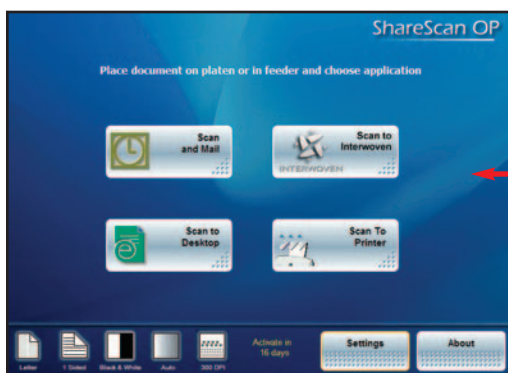 ShareScan OP
Place document on platen or in feeder and choose application
Scan
and Mail
Scan to
Interwoven
INTERWOVEN
Scan to
Desktop
Scan To
Printer
Activate in
16 days
Settings
About
Letter
1 Sided
Black & White
Auto
300 DPI